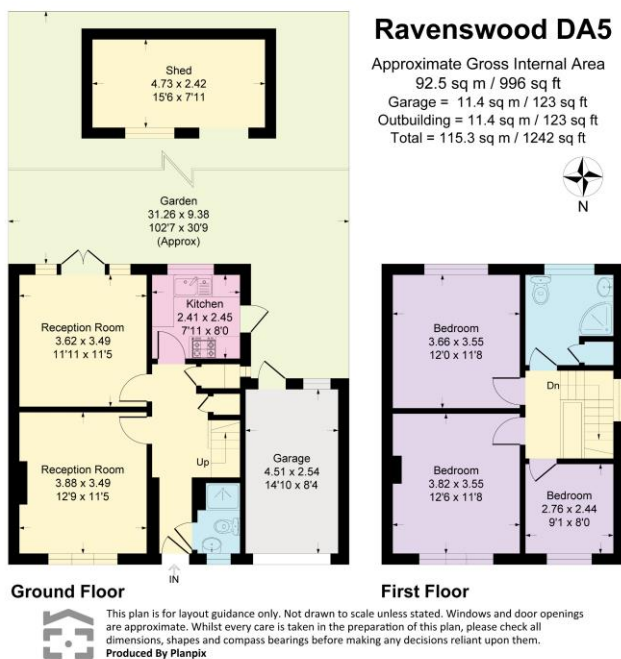 Ravenswood DA5
Approximate Gross Internal Area
92.5 sq m / 996 sq ft
Garage = 11.4 sq m / 123 sq ft
Outbuilding = 11.4 sq m / 123 sq ft
Total = 115.3 sq m / 1242 sq ft
N
Shed
4.73 x 2.42
15'6 x 7'11
Garden
31.26 x 9.38
102'7 x 30'9
(Approx)
Kitchen
2.41 x 2.45
7'11 x 8'0
Reception Room
3.62 x 3.49
11'11 x 11'5
Reception Room
3.88 x 3.49
12'9 x 11'5
Up
Garage
4.51 x 2.54
14'10 x 8'4
IN
Ground Floor
Bedroom
3.66 x 3.55
12'0 x 11'8
Dn
Bedroom
3.82 x 3.55
12'6 x 11'8
Bedroom
2.76 x 2.44
9'1 x 8'0
First Floor
This plan is for layout guidance only. Not drawn to scale unless stated. Windows and door openings
are approximate. Whilst every care is taken in the preparation of this plan, please check all
dimensions, shapes and compass bearings before making any decisions reliant upon them.
Produced By Planpix